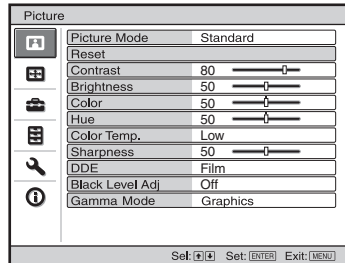 Picture
Picture Mode Standard
Reset
Contrast 80
Brightness 50
Color 50
Hue 50
Color Temp. Low
Sharpness 50
DDE Film
Black Level Adj Off
Gamma Mode Graphics
Sel: Set: ENTER Exit: MENU